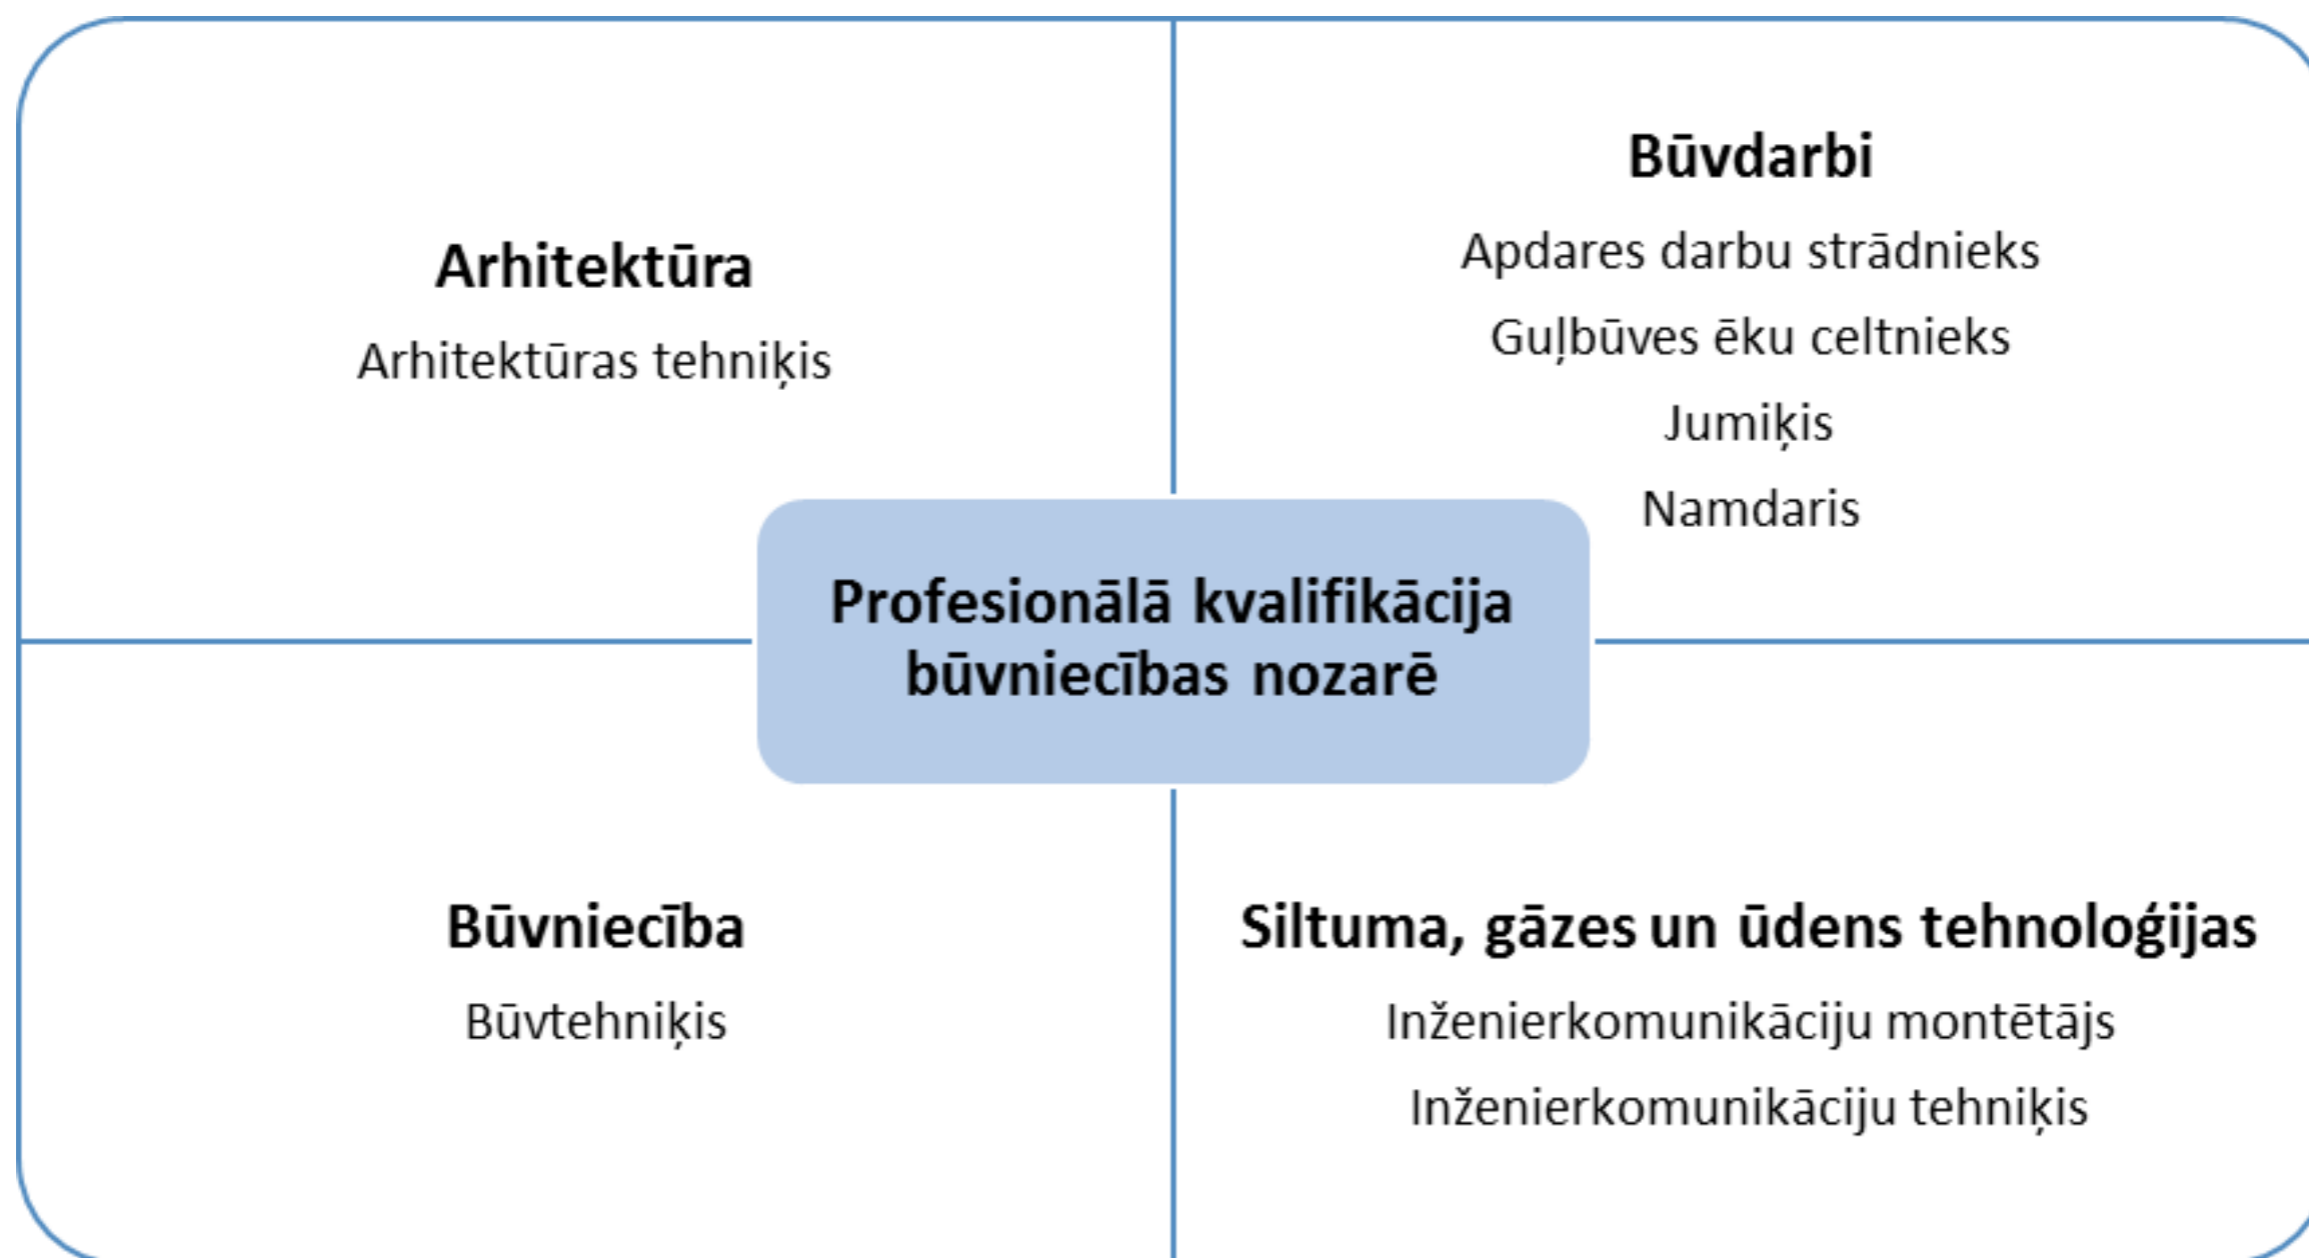 Arhitektūra
Arhitektūras tehniķis
Būvdarbi
Apdares darbu strādnieks
Guļbūves ēku celtnieks
Jumiķis
Namdaris
Profesionālā kvalifikācija
būvniecības nozarē
Būvniecība
Būvtehniķis
Siltuma, gāzes un ūdens tehnoloģijas
Inženierkomunikāciju montētājs
Inženierkomunikāciju tehniķis